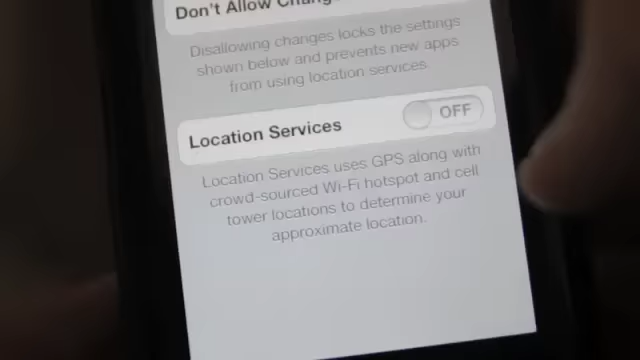 Don't Allow
Disallowing changes locks the settings
shown below and prevents new apps
from using location services.
Location Services
OFF
Location Services uses GPS along with
crowd-sourced Wi-Fi hotspot and cell
tower locations to determine your
approximate location.